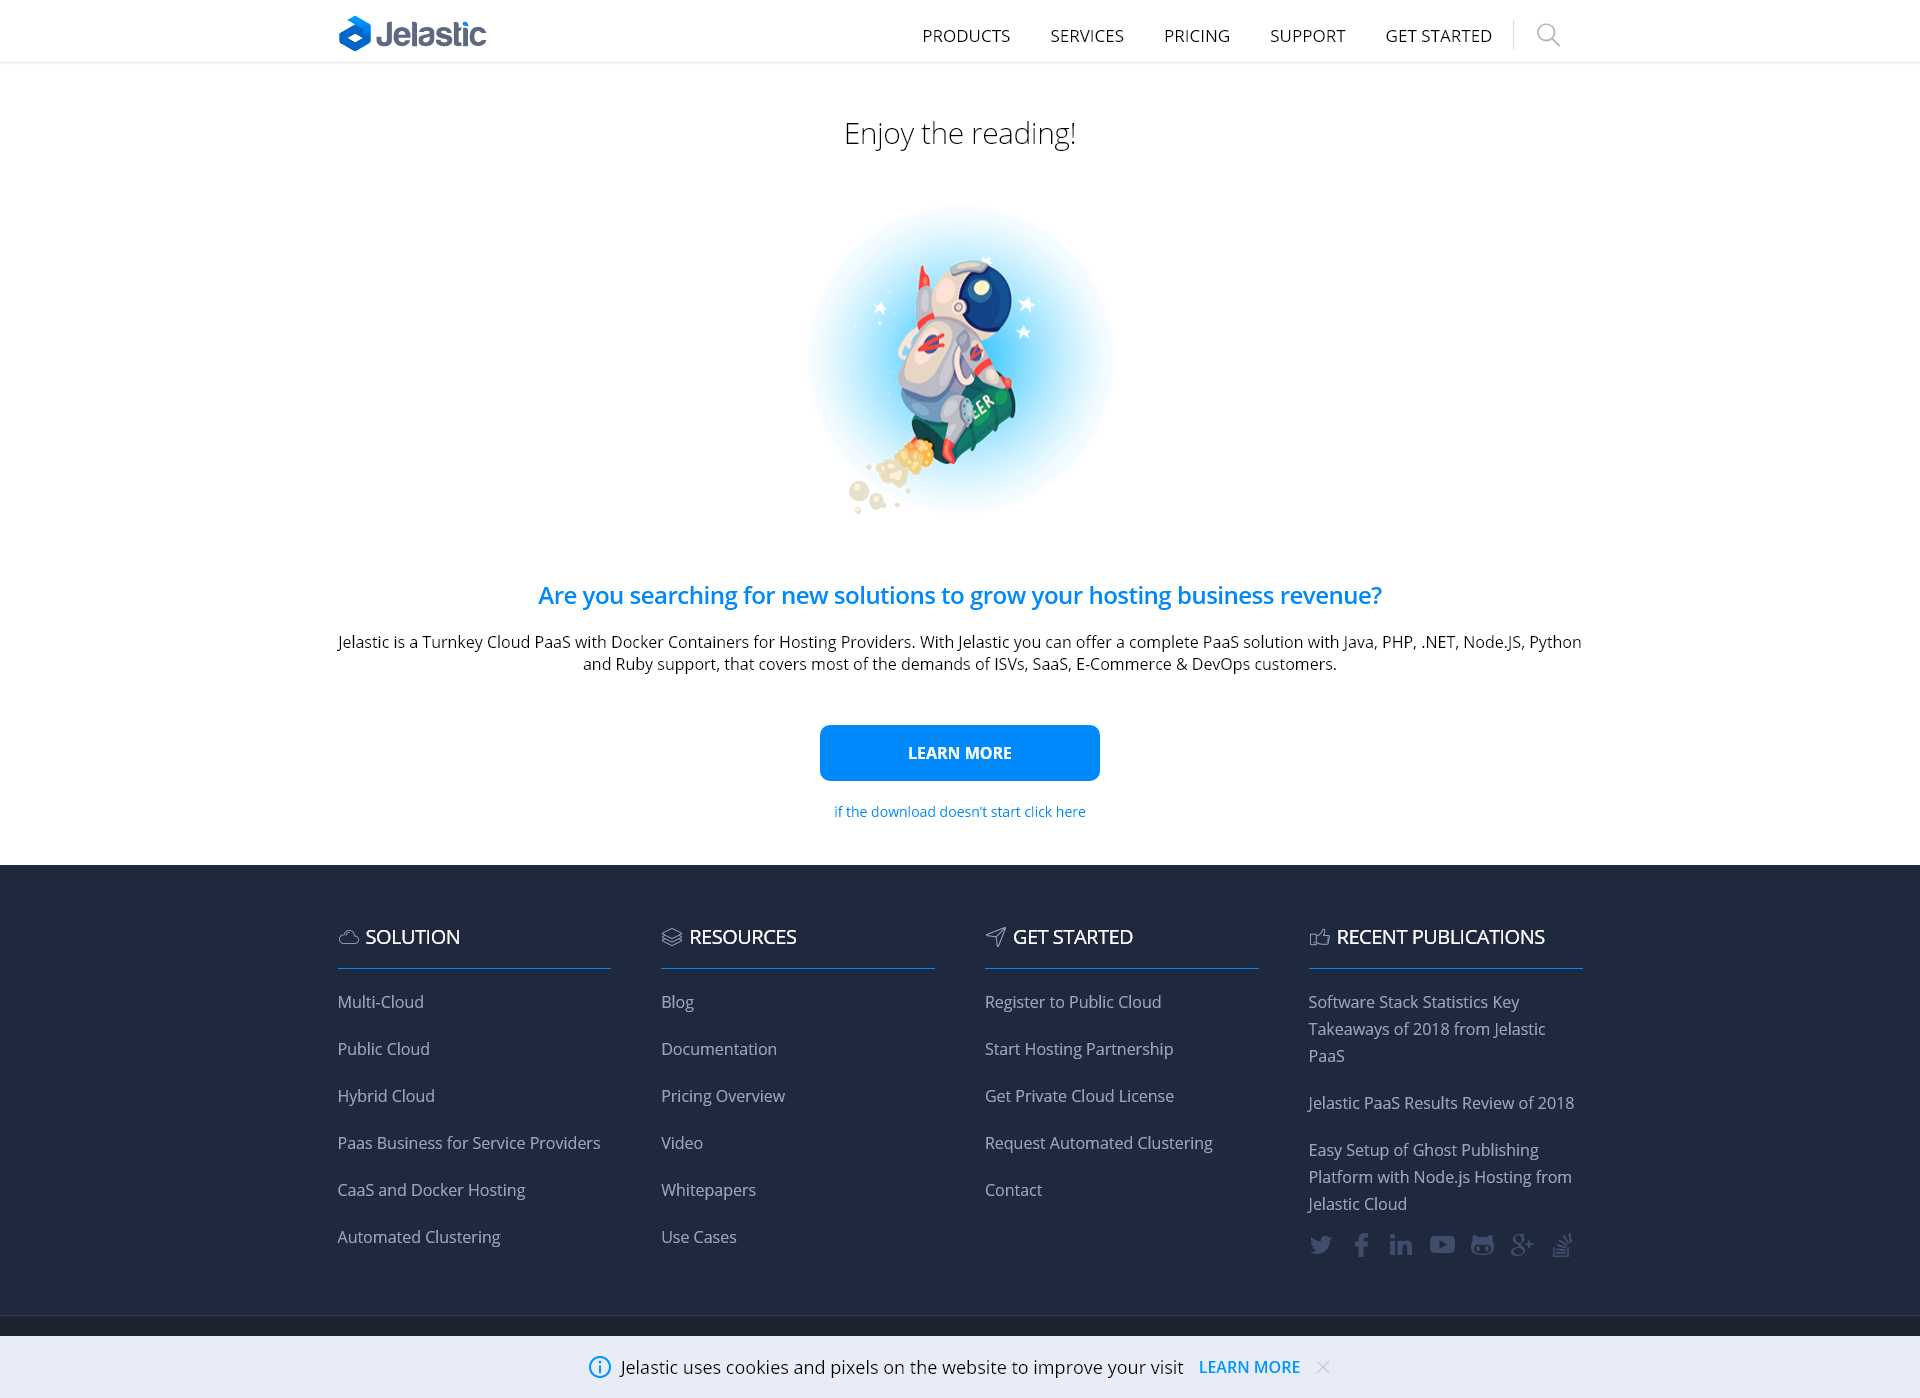 Jelastic
PRODUCTS
SERVICES
PRICING
SUPPORT
GET STARTED
Enjoy the reading!
EER
Are you searching for new solutions to grow your hosting business revenue?
Jelastic is a Turnkey Cloud PaaS with Docker Containers for Hosting Providers. With Jelastic you can offer a complete PaaS solution with Java, PHP, .NET, Node.JS, Python
and Ruby support, that covers most of the demands of ISVs, SaaS, E-Commerce & DevOps customers.
LEARN MORE
if the download doesn't start click here
SOLUTION
Multi-Cloud
Public Cloud
Hybrid Cloud
Paas Business for Service Providers
CaaS and Docker Hosting
Automated Clustering
RESOURCES
Blog
Documentation
Pricing Overview
Video
Whitepapers
Use Cases
GET STARTED
Register to Public Cloud
Start Hosting Partnership
Get Private Cloud License
Request Automated Clustering
Contact
RECENT PUBLICATIONS
Software Stack Statistics Key
Takeaways of 2018 from Jelastic
PaaS
Jelastic PaaS Results Review of 2018
Easy Setup of Ghost Publishing
Platform with Node.js Hosting from
Jelastic Cloud
Jelastic uses cookies and pixels on the website to improve your visit LEARN MORE